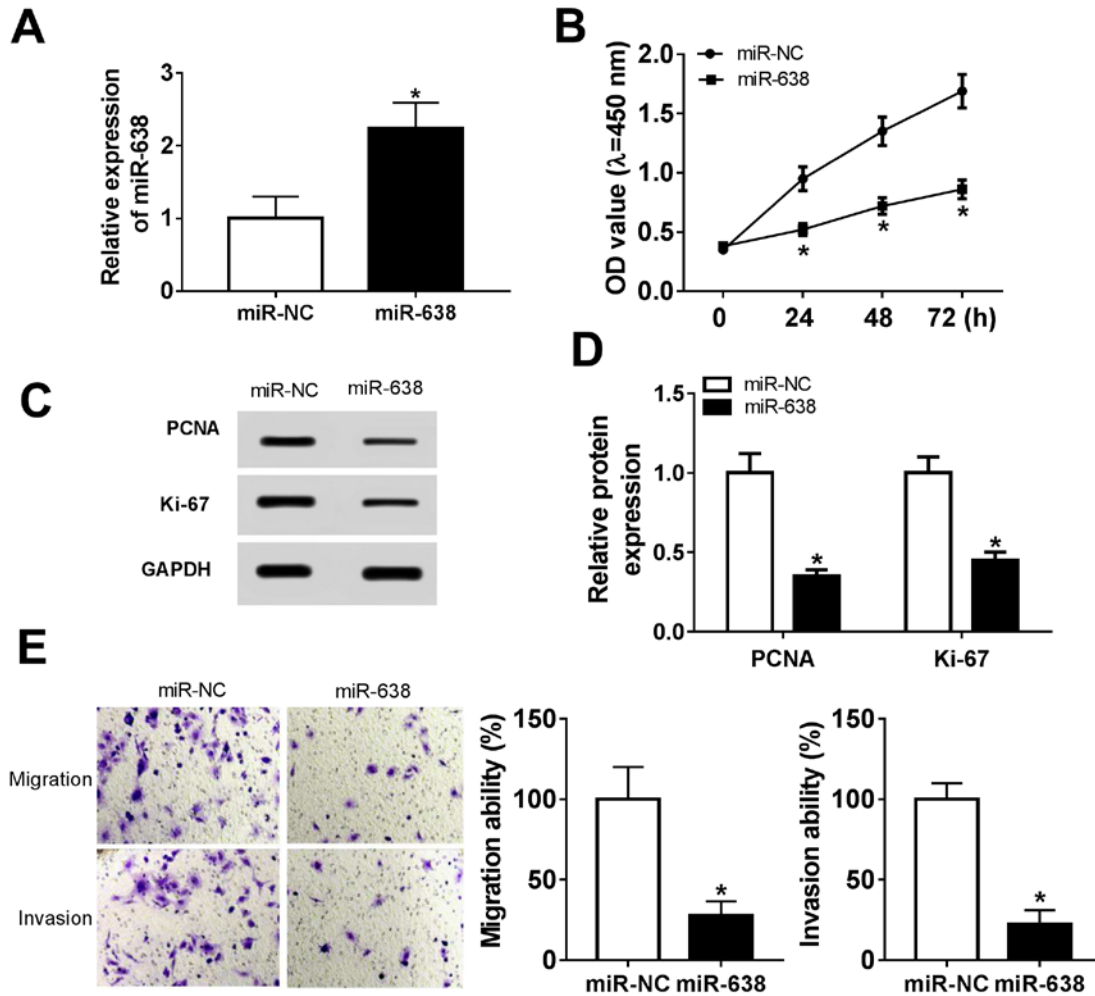 A
Relative expression
of miR-638
3
2
1
0
*
miR-NC
miR-638
B
OD value (λ=450 nm)
2.0
1.5
1.0
0.5
0.0
miR-NC
miR-638
*
*
*
0
24
48
72 (h)
C
miR-NC
miR-638
PCNA
Ki-67
GAPDH
D
Relative protein
expression
1.5
1.0
0.5
0.0
miR-NC
miR-638
*
*
PCNA
Ki-67
E
miR-NC
miR-638
Migration
Invasion
Migration ability (%)
150
100
50
0
*
miR-NC
miR-638
Invasion ability (%)
150
100
50
0
*
miR-NC
miR-638